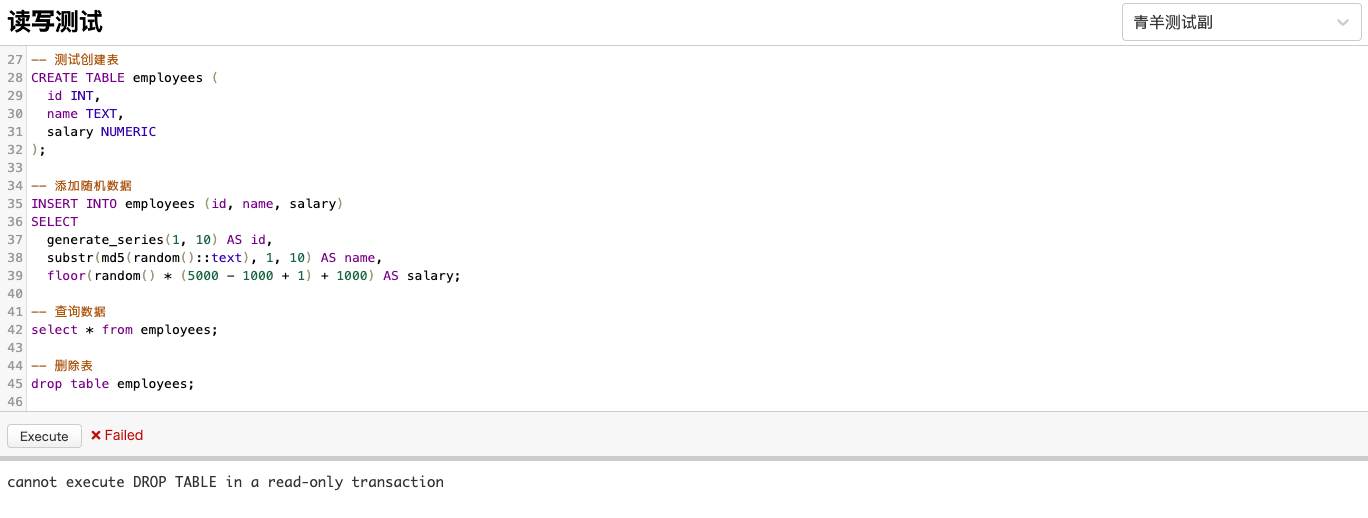 读写测试
青羊测试副
27 -- 测试创建表
28 CREATE TABLE employees (
29   id INT,
30   name TEXT,
31   salary NUMERIC
32 );
33
34 -- 添加随机数据
35 INSERT INTO employees (id, name, salary)
36 SELECT
37   generate_series(1, 10) AS id,
38   substr(md5(random()::text), 1, 10) AS name,
39   floor(random() * (5000 - 1000 + 1) + 1000) AS salary;
40
41 -- 查询数据
42 select * from employees;
43
44 -- 删除表
45 drop table employees;
46
Execute × Failed
cannot execute DROP TABLE in a read-only transaction